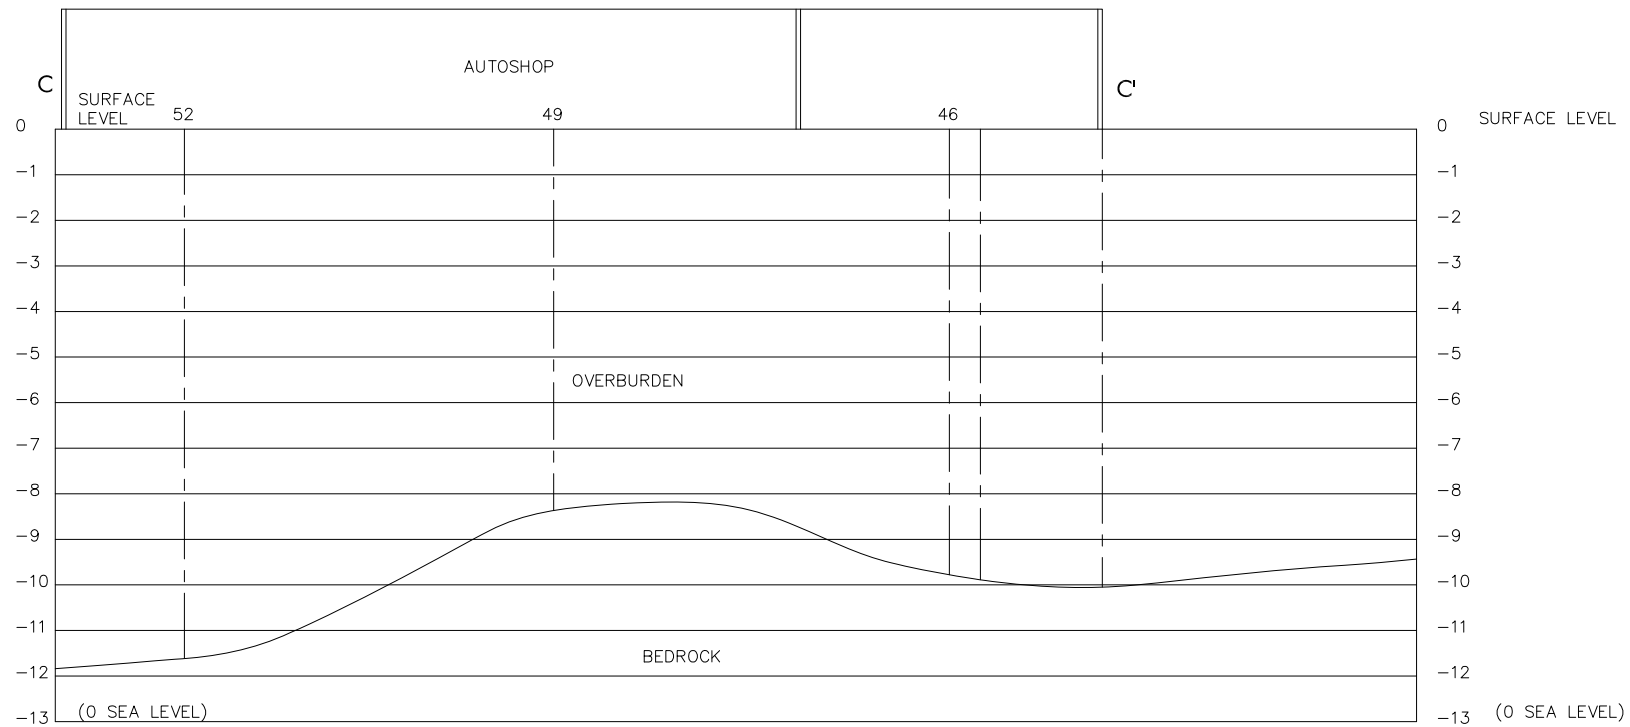 AUTOSHOP
C
C'
SURFACE
LEVEL
52
49
46
0
0 SURFACE LEVEL
-1
-1
-2
-2
-3
-3
-4
-4
-5
-5
OVERBURDEN
-6
-6
-7
-7
-8
-8
-9
-9
-10
-10
-11
-11
BEDROCK
-12
-12
-13 (0 SEA LEVEL)
-13 (0 SEA LEVEL)